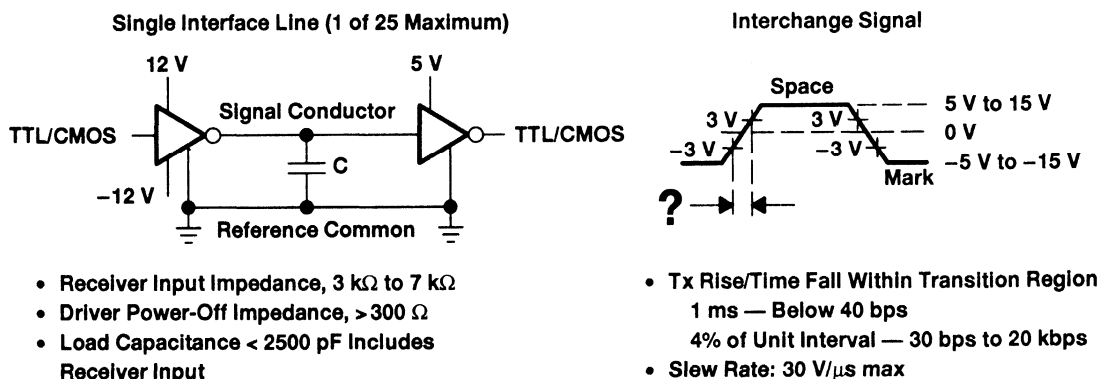 Single Interface Line (1 of 25 Maximum)
12 V
5 V
Signal Conductor
TTL/CMOS
TTL/CMOS
C
−12 V
Reference Common
• Receiver Input Impedance, 3 kΩ to 7 kΩ
• Driver Power-Off Impedance, > 300 Ω
• Load Capacitance < 2500 pF Includes
Receiver Input
Interchange Signal
Space
5 V to 15 V
3 V
3 V
0 V
−3 V
−3 V
−5 V to −15 V
Mark
?
• Tx Rise/Time Fall Within Transition Region
1 ms — Below 40 bps
4% of Unit Interval — 30 bps to 20 kbps
• Slew Rate: 30 V/μs max